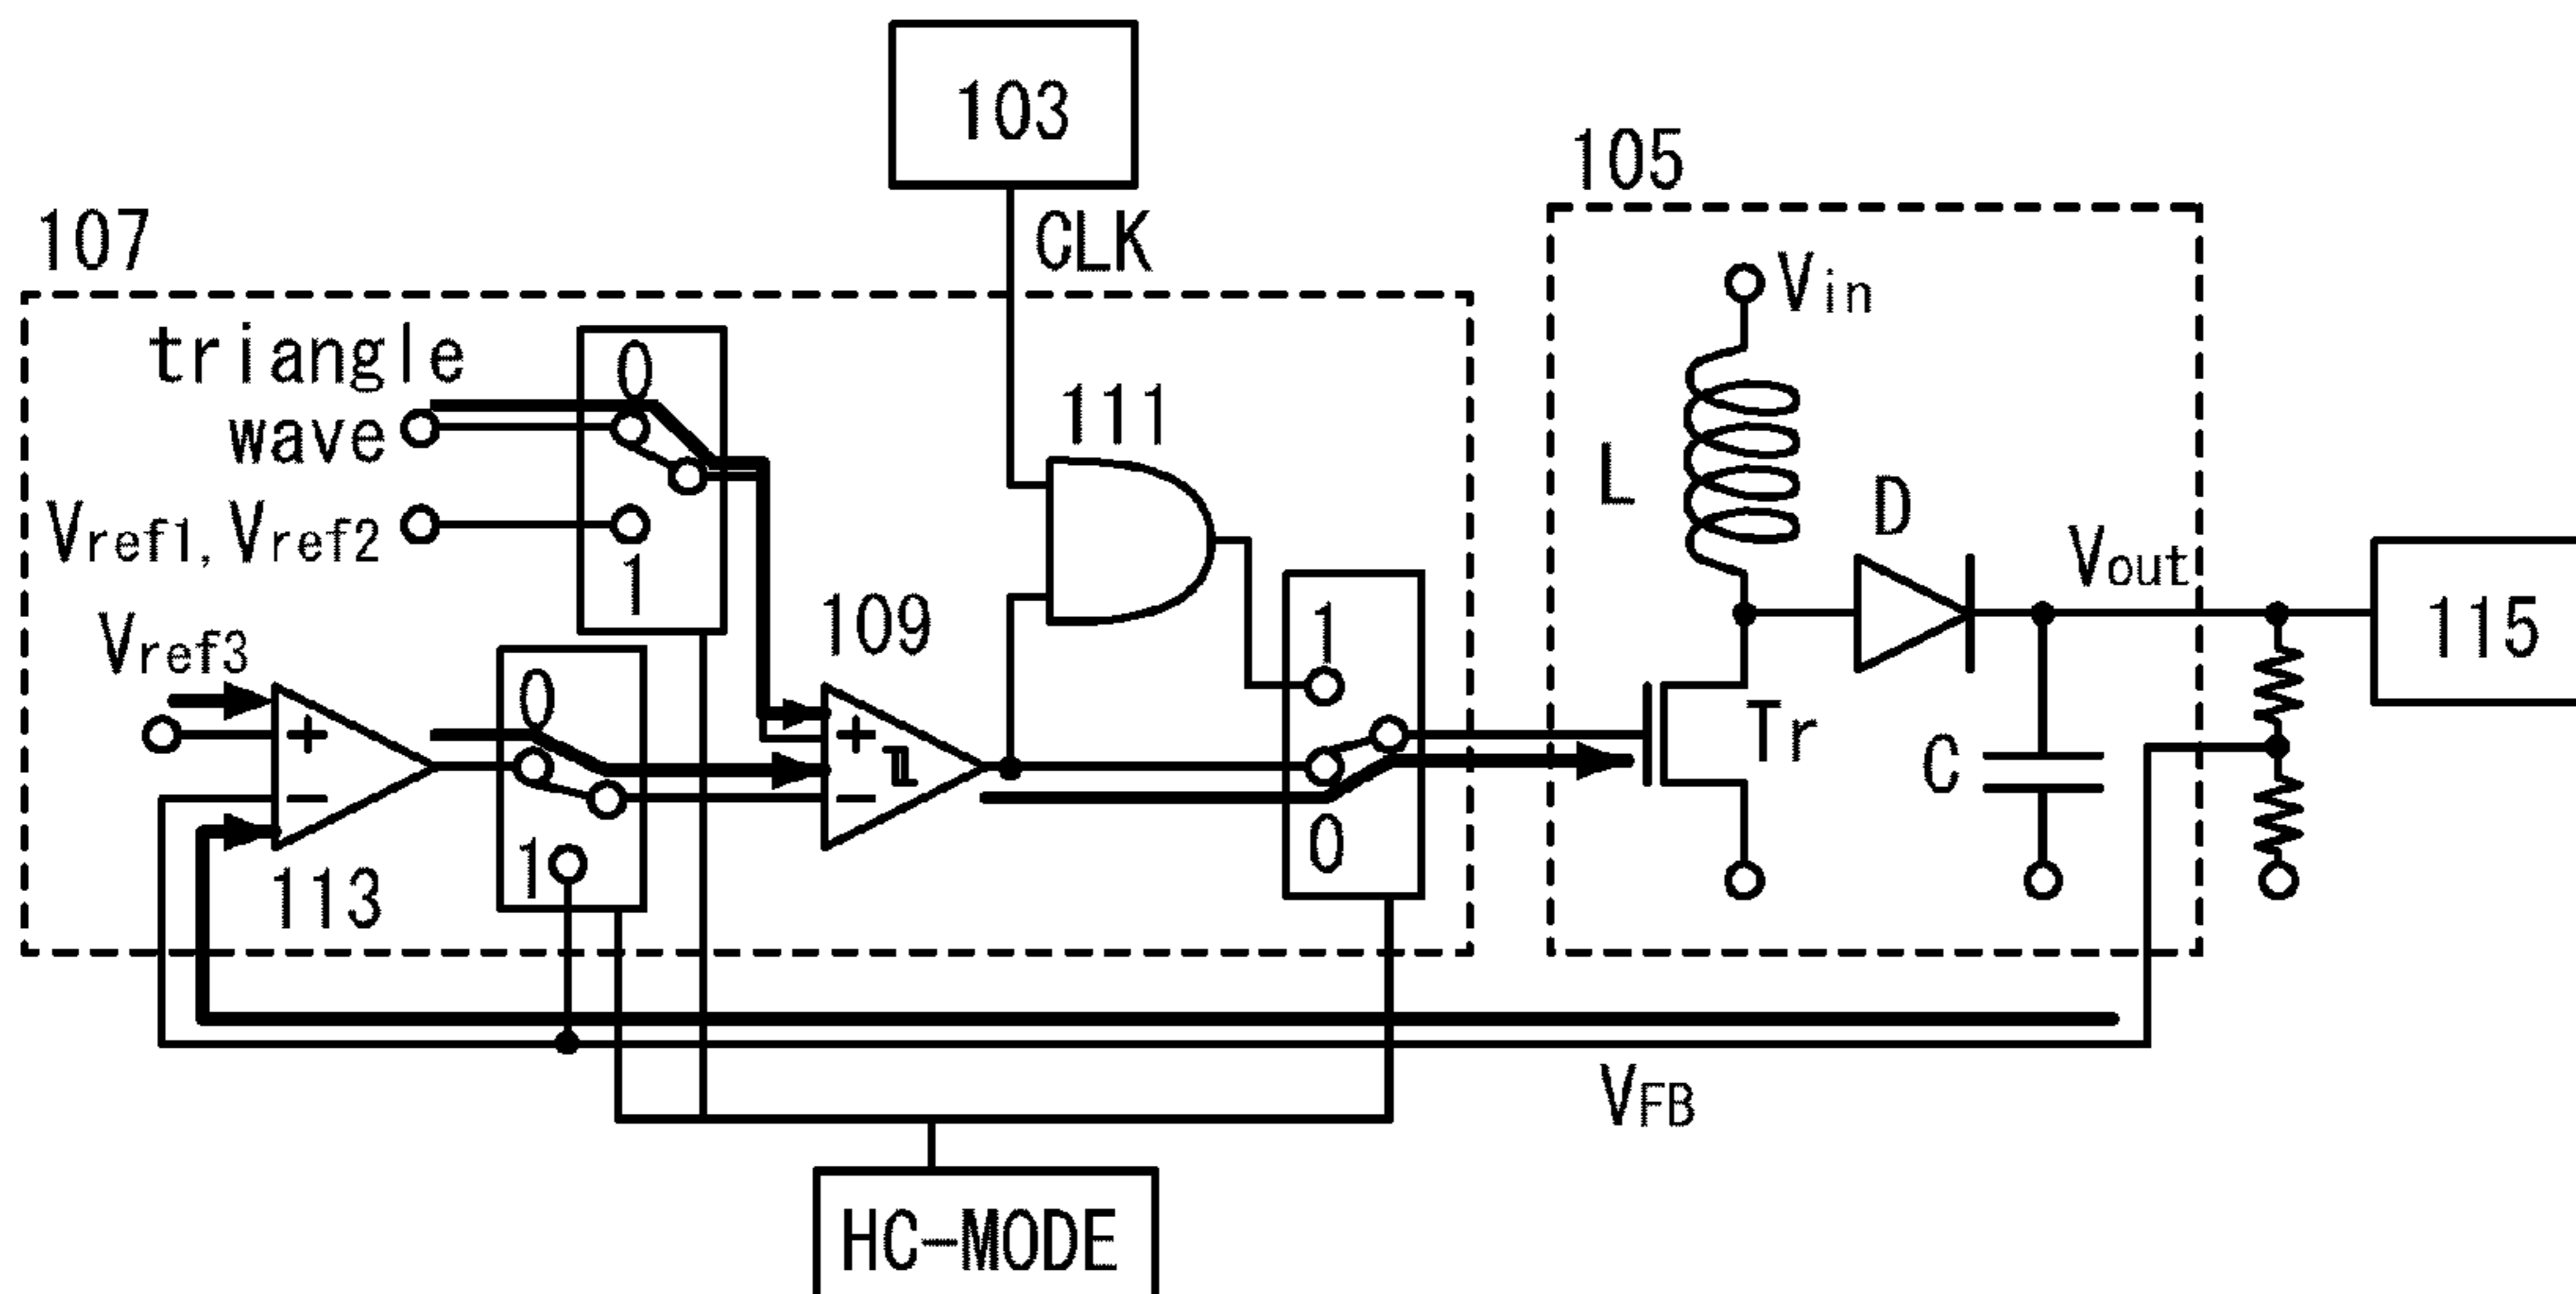 103
105
107
CLK
Vin
triangle
wave
0
111
L
D
Vref1, Vref2
Vout
1
109
1
115
Vref3
0
+
+
Tr
C
−
−
1
0
113
VFB
HC-MODE